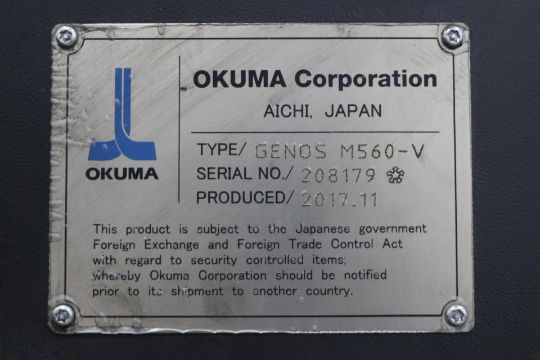 OKUMA
OKUMA Corporation
AICHI, JAPAN
TYPE/ GENOS M560-V
SERIAL NO./ 208179
PRODUCED/ 2017.11
This product is subject to the Japanese government
Foreign Exchange and Foreign Trade Control Act
with regard to security controlled items;
whereby Okuma Corporation should be notified
prior to its shipment to another country.